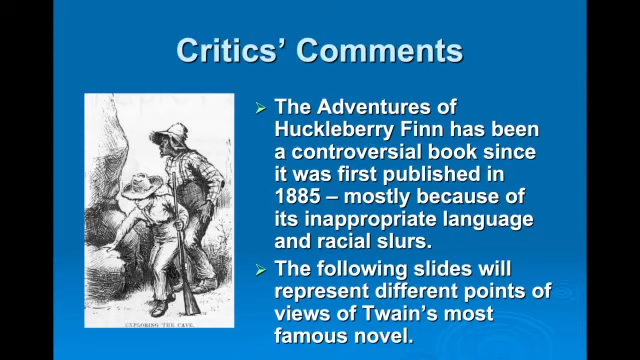 Critics' Comments
The Adventures of
Huckleberry Finn has been
a controversial book since
it was first published in
1885 – mostly because of
its inappropriate language
and racial slurs.
The following slides will
represent different points of
views of Twain's most
famous novel.
EXPLORING THE CAVE.